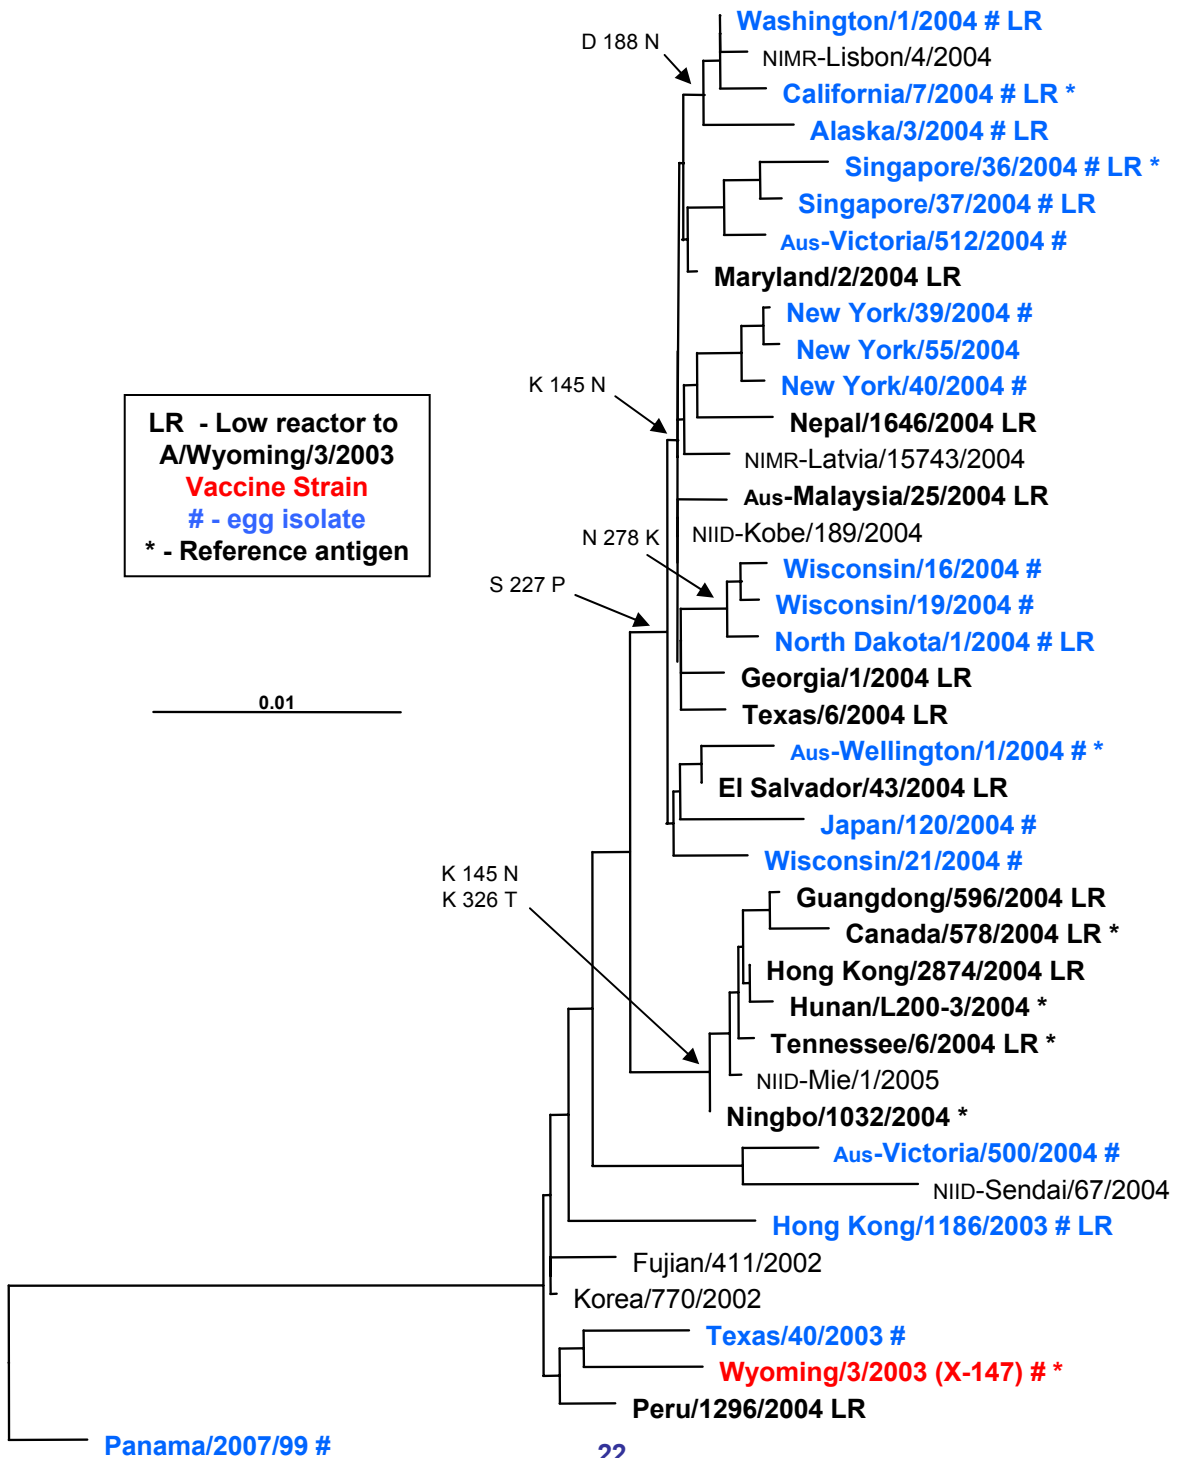 Washington/1/2004 # LR
D 188 N
NIMR-Lisbon/4/2004
California/7/2004 # LR *
Alaska/3/2004 # LR
Singapore/36/2004 # LR *
Singapore/37/2004 # LR
Aus-Victoria/512/2004 #
Maryland/2/2004 LR
New York/39/2004 #
New York/55/2004
K 145 N
New York/40/2004 #
Nepal/1646/2004 LR
NIMR-Latvia/15743/2004
Aus-Malaysia/25/2004 LR
N 278 K
NIID-Kobe/189/2004
LR - Low reactor to
A/Wyoming/3/2003
Vaccine Strain
# - egg isolate
* - Reference antigen
Wisconsin/16/2004 #
S 227 P
Wisconsin/19/2004 #
North Dakota/1/2004 # LR
Georgia/1/2004 LR
0.01
Texas/6/2004 LR
Aus-Wellington/1/2004 # *
El Salvador/43/2004 LR
Japan/120/2004 #
Wisconsin/21/2004 #
K 145 N
K 326 T
Guangdong/596/2004 LR
Canada/578/2004 LR *
Hong Kong/2874/2004 LR
Hunan/L200-3/2004 *
Tennessee/6/2004 LR *
NIID-Mie/1/2005
Ningbo/1032/2004 *
Aus-Victoria/500/2004 #
NIID-Sendai/67/2004
Hong Kong/1186/2003 # LR
Fujian/411/2002
Korea/770/2002
Texas/40/2003 #
Wyoming/3/2003 (X-147) # *
Peru/1296/2004 LR
Panama/2007/99 #
22